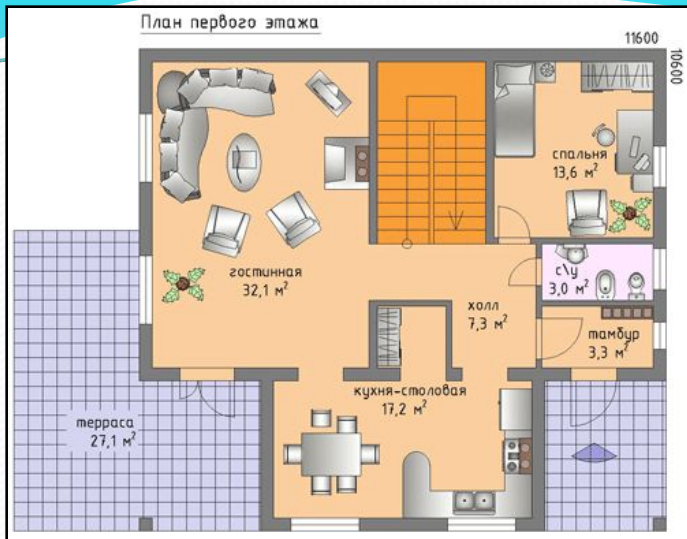 План первого этажа
11600
10600
спальня
13,6 м²
гостинная
32,1 м²
с\у
3,0 м²
холл
7,3 м²
тамбур
3,3 м²
кухня-столовая
17,2 м²
терраса
27,1 м²